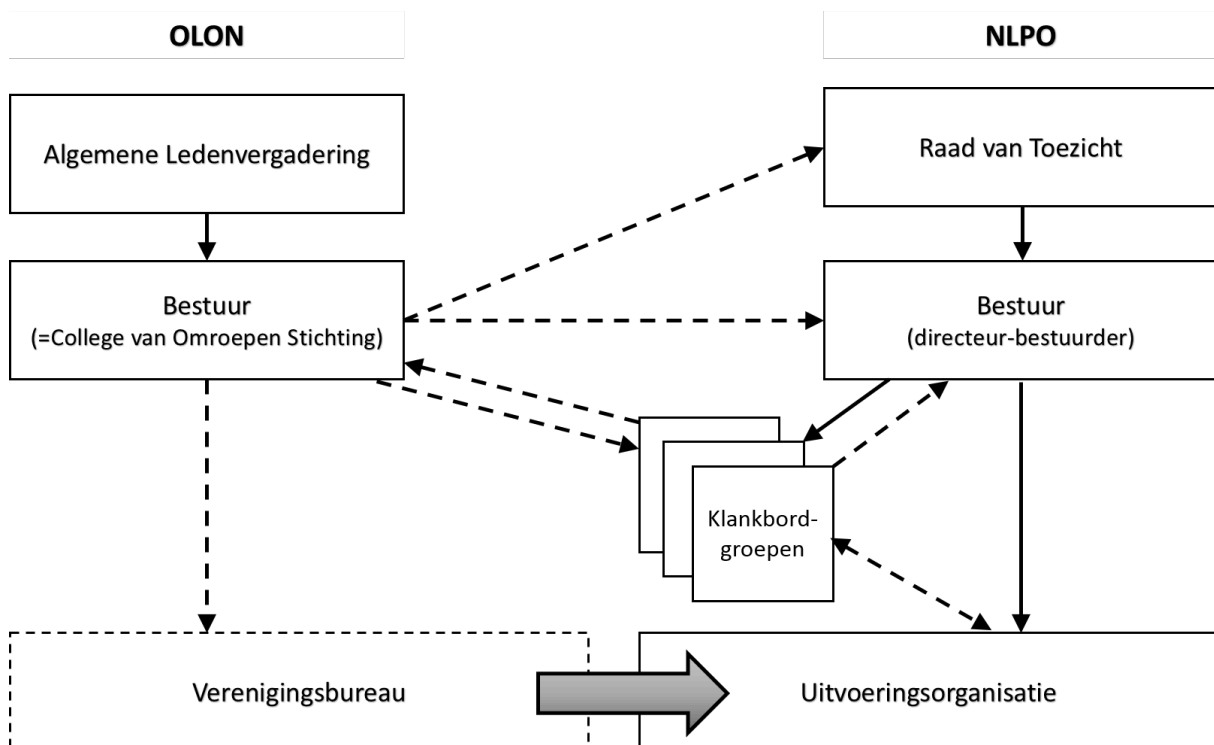 OLON
NLPO
Algemene Ledenvergadering
Raad van Toezicht
Bestuur
(=College van Omroepen Stichting)
Bestuur
(directeur-bestuurder)
Klankbord-
groepen
Verenigingsbureau
Uitvoeringsorganisatie